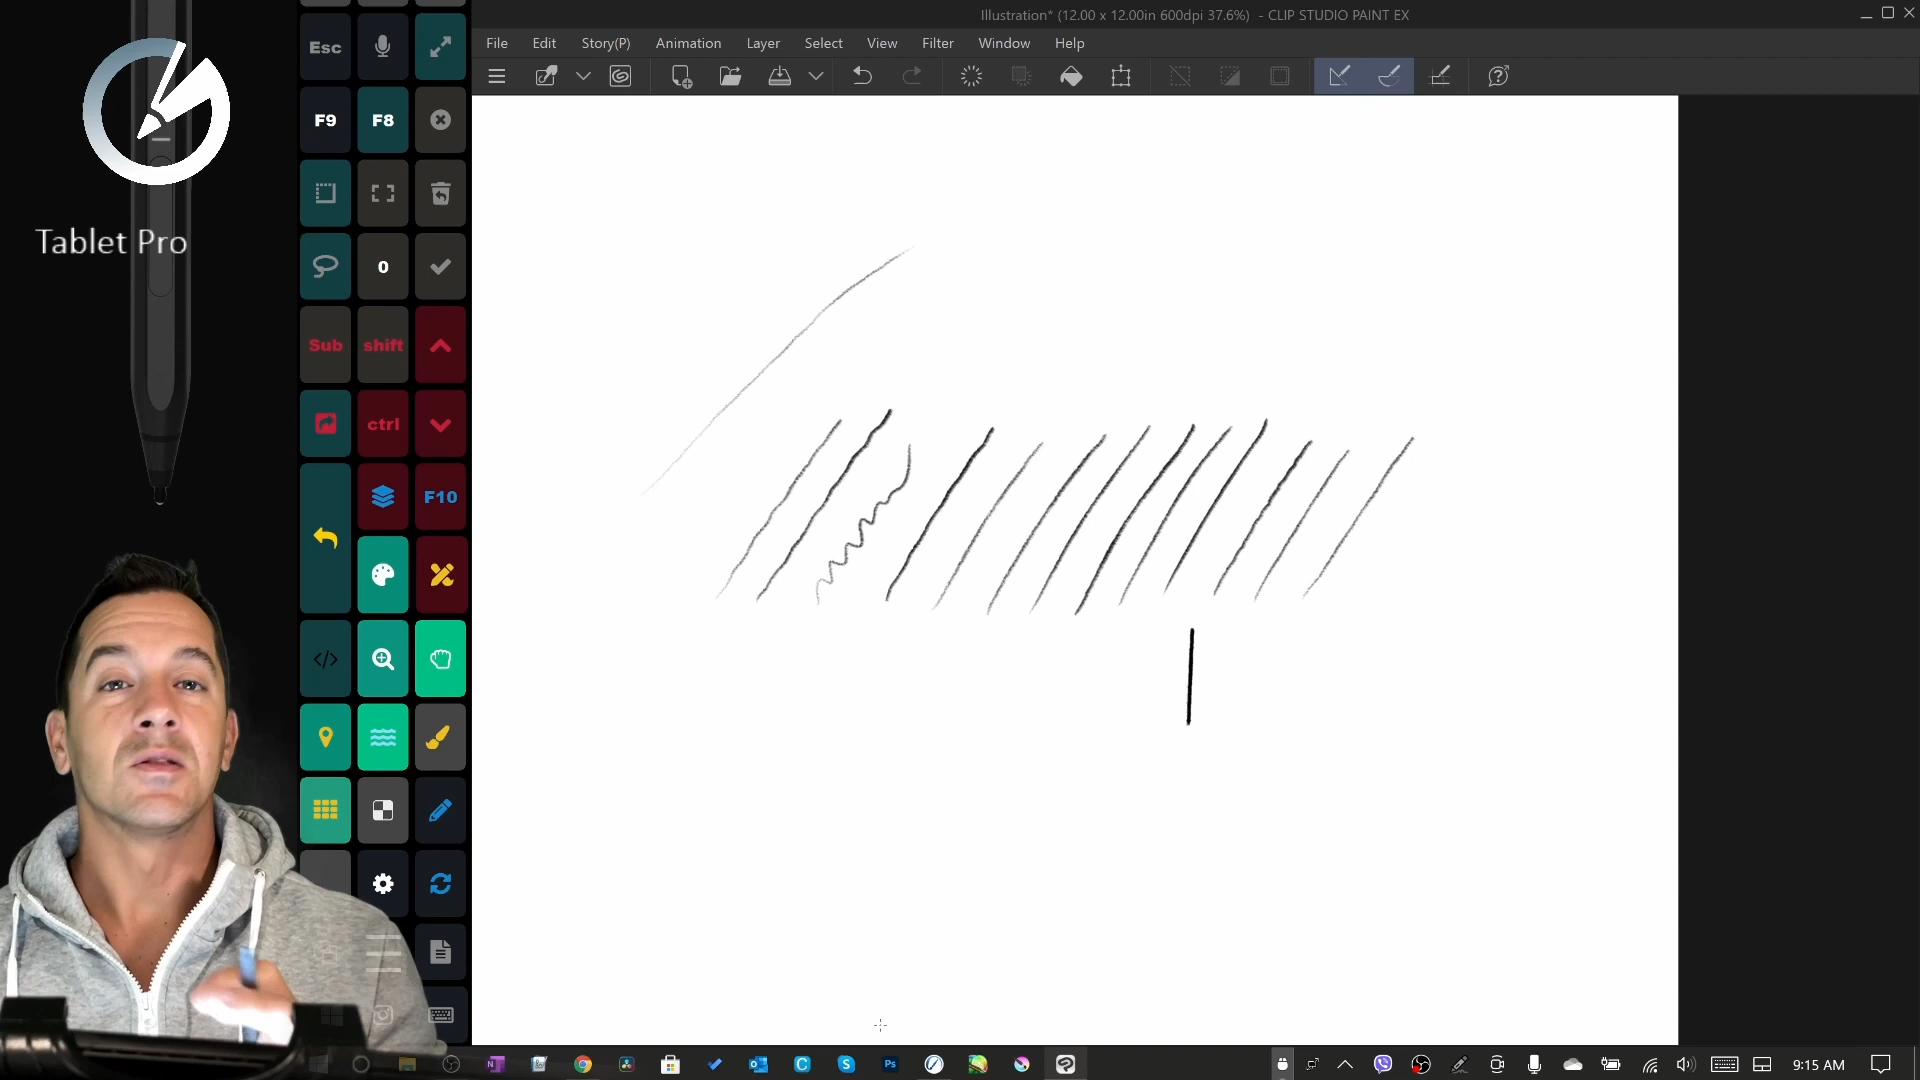 Illustration* (12.00 x 12.00in 600dpi 37.6%) - CLIP STUDIO PAINT EX
File Edit Story(P) Animation Layer Select View Filter Window Help
Esc
F9 F8
Tablet Pro
0
Sub shift
ctrl
F10
</>
Ps
9:15 AM